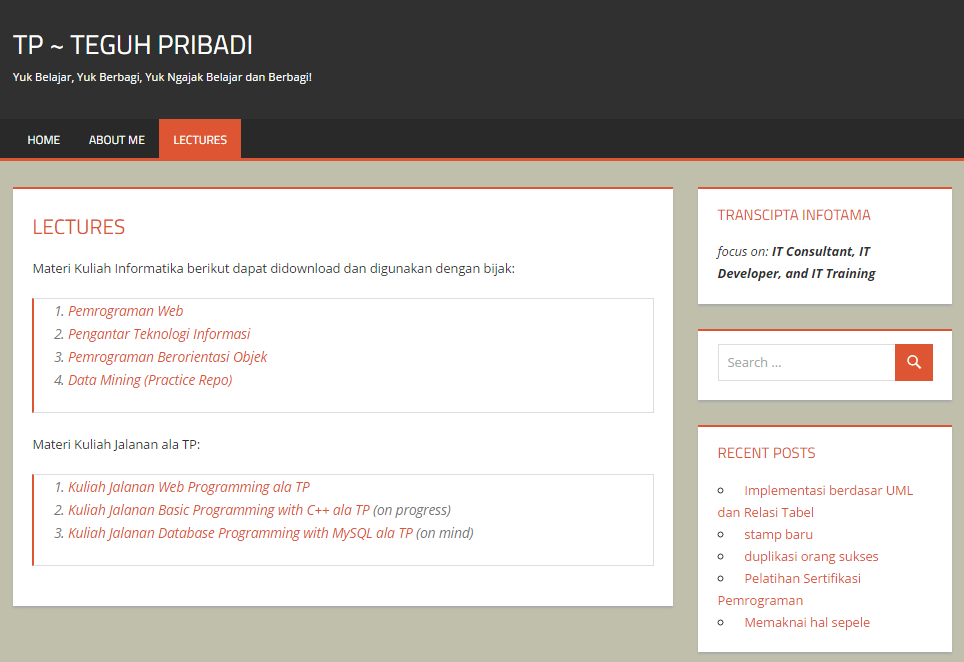 TP ~ TEGUH PRIBADI
Yuk Belajar, Yuk Berbagi, Yuk Ngajak Belajar dan Berbagi!
HOME ABOUT ME LECTURES
LECTURES
Materi Kuliah Informatika berikut dapat didownload dan digunakan dengan bijak:
1. Pemrograman Web
2. Pengantar Teknologi Informasi
3. Pemrograman Berorientasi Objek
4. Data Mining (Practice Repo)
Materi Kuliah Jalanan ala TP:
1. Kuliah Jalanan Web Programming ala TP
2. Kuliah Jalanan Basic Programming with C++ ala TP (on progress)
3. Kuliah Jalanan Database Programming with MySQL ala TP (on mind)
TRANSCIPTA INFOTAMA
focus on: IT Consultant, IT
Developer, and IT Training
Search ...
RECENT POSTS
Implementasi berdasar UML
dan Relasi Tabel
stamp baru
duplikasi orang sukses
Pelatihan Sertifikasi
Pemrograman
Memaknai hal sepele